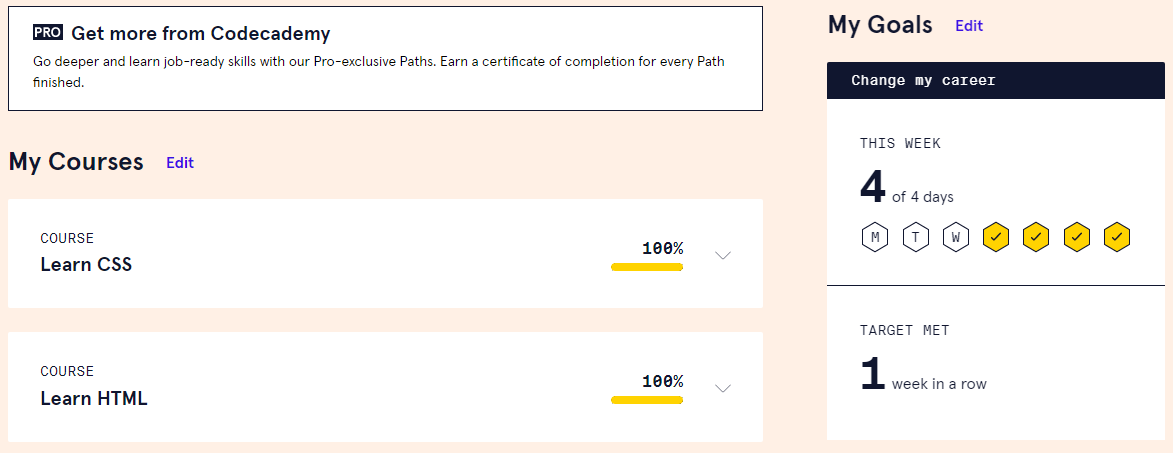 PRO Get more from Codecademy
Go deeper and learn job-ready skills with our Pro-exclusive Paths. Earn a certificate of completion for every Path
finished.
My Courses Edit
COURSE
Learn CSS
100%
COURSE
Learn HTML
100%
My Goals Edit
Change my career
THIS WEEK
4 of 4 days
M T W
TARGET MET
1 week in a row